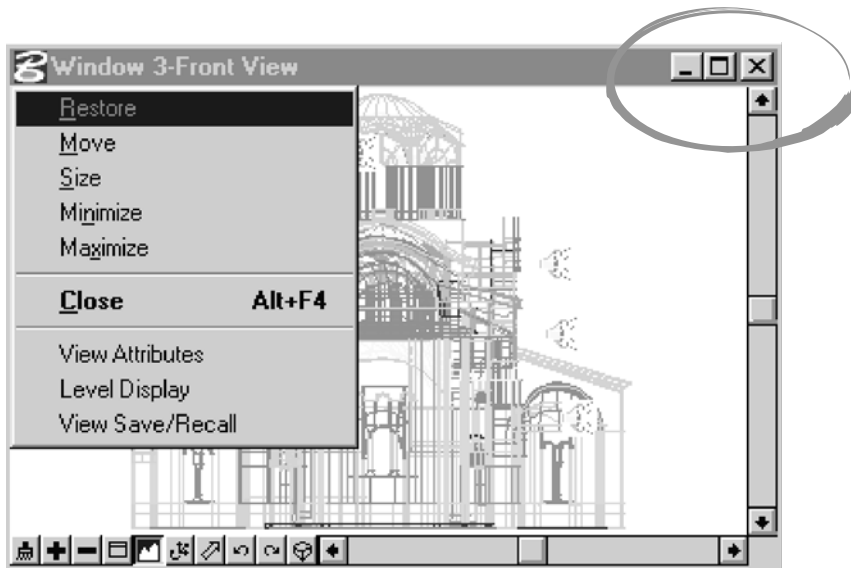 Window 3-Front View
Restore
Move
Size
Minimize
Maximize
Close Alt+F4
View Attributes
Level Display
View Save/Recall